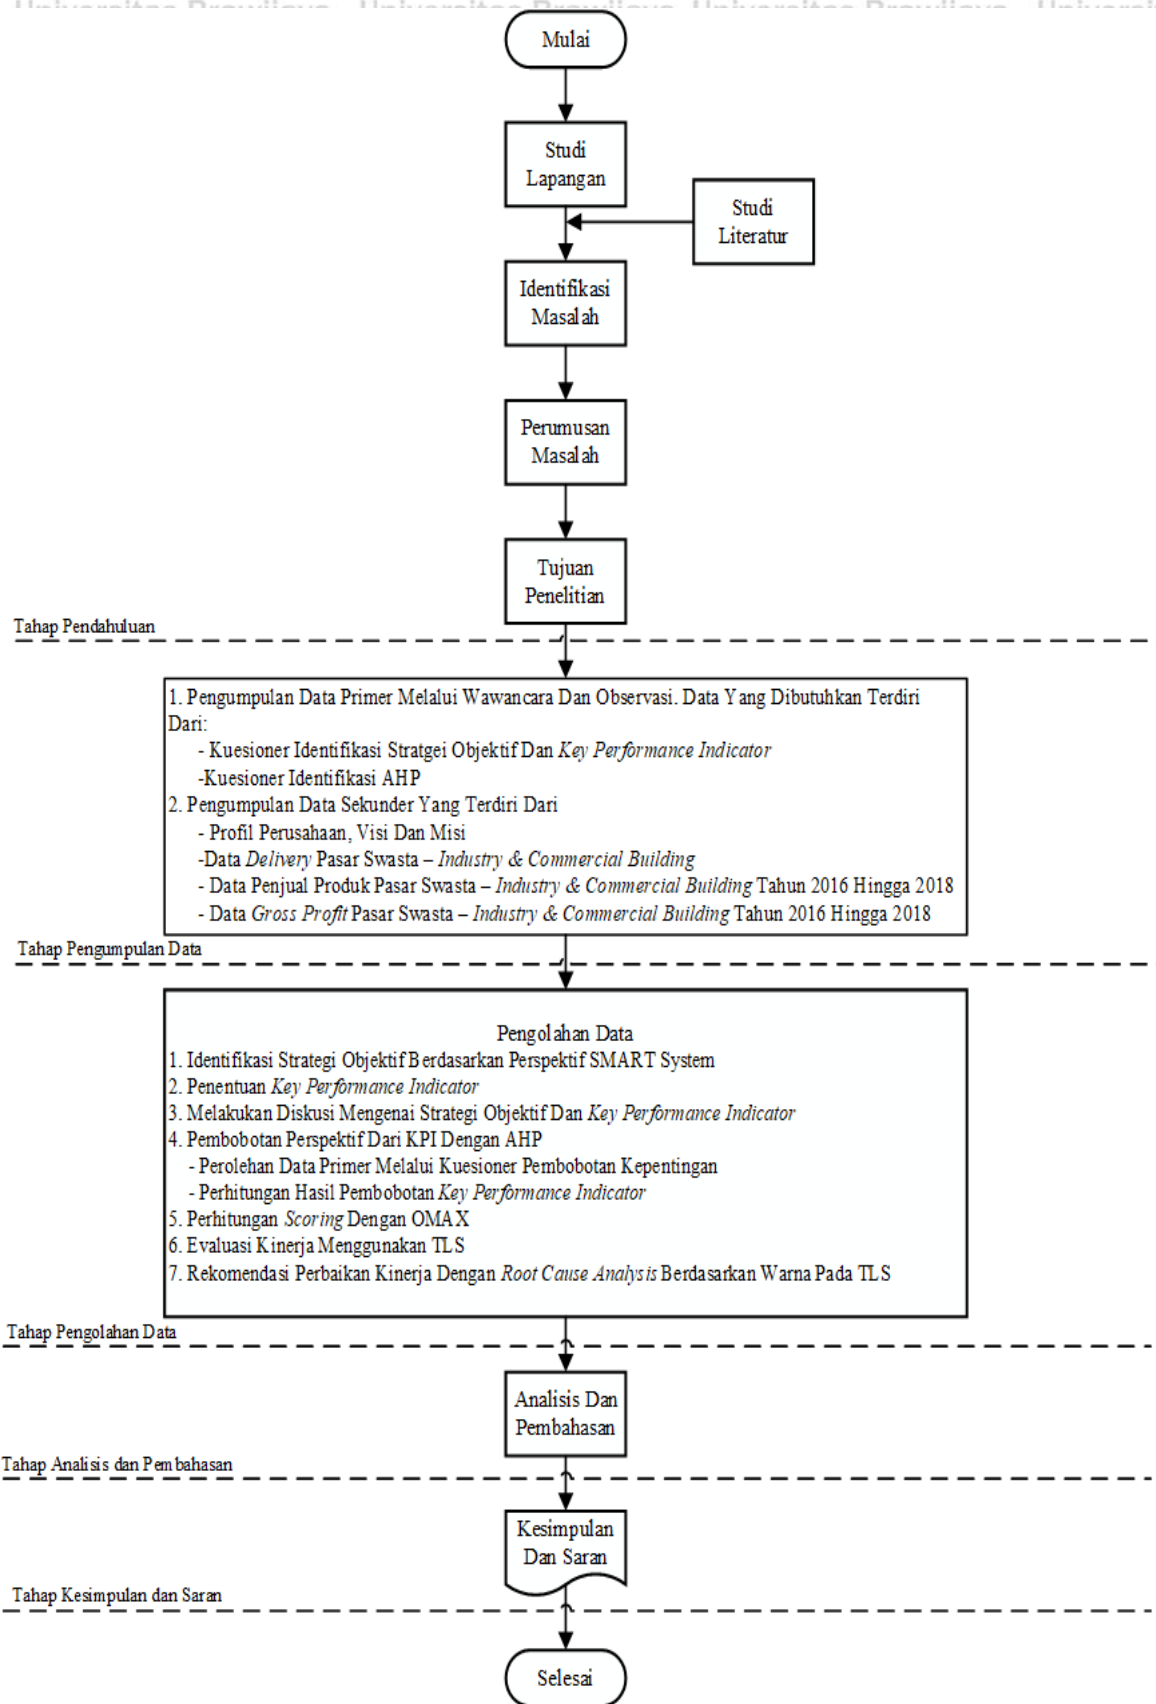 Mulai
Studi
Lapangan
Studi
Literatur
Identifikasi
Masalah
Perumusan
Masalah
Tujuan
Penelitian
Tahap Pendahuluan
1. Pengumpulan Data Primer Melalui Wawancara Dan Observasi. Data Yang Dibutuhkan Terdiri
Dari:
- Kuesioner Identifikasi Stratgei Objektif Dan Key Performance Indicator
-Kuesioner Identifikasi AHP
2. Pengumpulan Data Sekunder Yang Terdiri Dari
- Profil Perusahaan, Visi Dan Misi
-Data Delivery Pasar Swasta – Industry & Commercial Building
- Data Penjual Produk Pasar Swasta – Industry & Commercial Building Tahun 2016 Hingga 2018
- Data Gross Profit Pasar Swasta – Industry & Commercial Building Tahun 2016 Hingga 2018
Tahap Pengumpulan Data
Pengolahan Data
1. Identifikasi Strategi Objektif Berdasarkan Perspektif SMART System
2. Penentuan Key Performance Indicator
3. Melakukan Diskusi Mengenai Strategi Objektif Dan Key Performance Indicator
4. Pembobotan Perspektif Dari KPI Dengan AHP
- Perolehan Data Primer Melalui Kuesioner Pembobotan Kepentingan
- Perhitungan Hasil Pembobotan Key Performance Indicator
5. Perhitungan Scoring Dengan OMAX
6. Evaluasi Kinerja Menggunakan TLS
7. Rekomendasi Perbaikan Kinerja Dengan Root Cause Analysis Berdasarkan Warna Pada TLS
Tahap Pengolahan Data
Analisis Dan
Pembahasan
Tahap Analisis dan Pembahasan
Kesimpulan
Dan Saran
Tahap Kesimpulan dan Saran
Selesai